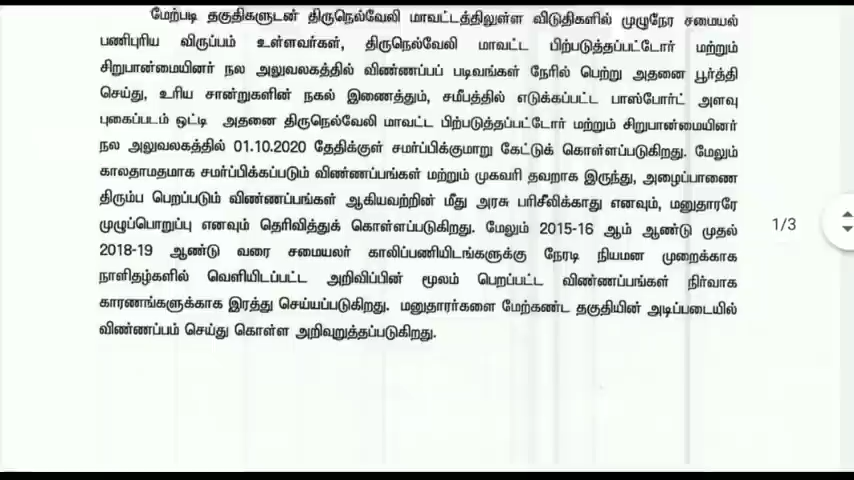 மேற்படி தகுதிகளுடன் திருநெல்வேலி மாவட்டத்திலுள்ள விடுதிகளில் முழுநேர சமையல்
பணிபுரிய விருப்பம் உள்ளவர்கள், திருநெல்வேலி மாவட்ட பிற்படுத்தப்பட்டோர் மற்றும்
சிறுபான்மையினர் நல அலுவலகத்தில் விண்ணப்பப் படிவங்கள் நேரில் பெற்று அதனை பூர்த்தி
செய்து, உரிய சான்றுகளின் நகல் இணைத்தும், சமீபத்தில் எடுக்கப்பட்ட பாஸ்போர்ட் அளவு
புகைப்படம் ஒட்டி அதனை திருநெல்வேலி மாவட்ட பிற்படுத்தப்பட்டோர் மற்றும் சிறுபான்மையினர்
நல அலுவலகத்தில் 01.10.2020 தேதிக்குள் சமர்ப்பிக்குமாறு கேட்டுக் கொள்ளப்படுகிறது. மேலும்
காலதாமதமாக சமர்ப்பிக்கப்படும் விண்ணப்பங்கள் மற்றும் முகவரி தவறாக இருந்து, அழைப்பாணை
திரும்ப பெறப்படும் விண்ணப்பங்கள் ஆகியவற்றின் மீது அரசு பரிசீலிக்காது எனவும், மனுதாரரே
முழுப்பொறுப்பு எனவும் தெரிவித்துக் கொள்ளப்படுகிறது. மேலும் 2015-16 ஆம் ஆண்டு முதல்
2018-19 ஆண்டு வரை சமையலர் காலிப்பணியிடங்களுக்கு நேரடி நியமன முறைக்காக
நாளிதழ்களில் வெளியிடப்பட்ட அறிவிப்பின் மூலம் பெறப்பட்ட விண்ணப்பங்கள் நிர்வாக
காரணங்களுக்காக இரத்து செய்யப்படுகிறது. மனுதாரர்களை மேற்கண்ட தகுதியின் அடிப்படையில்
விண்ணப்பம் செய்து கொள்ள அறிவுறுத்தப்படுகிறது.
1/3